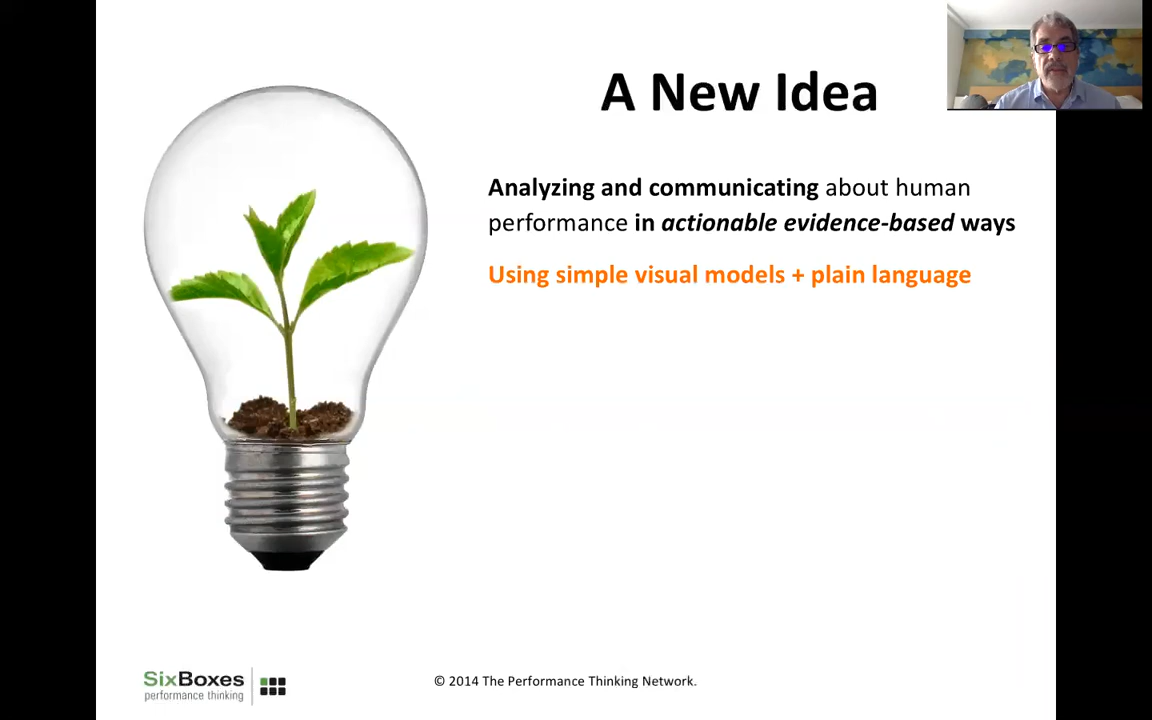 A New Idea
Analyzing and communicating about human
performance in actionable evidence-based ways
Using simple visual models + plain language
SixBoxes
performance thinking
© 2014 The Performance Thinking Network.